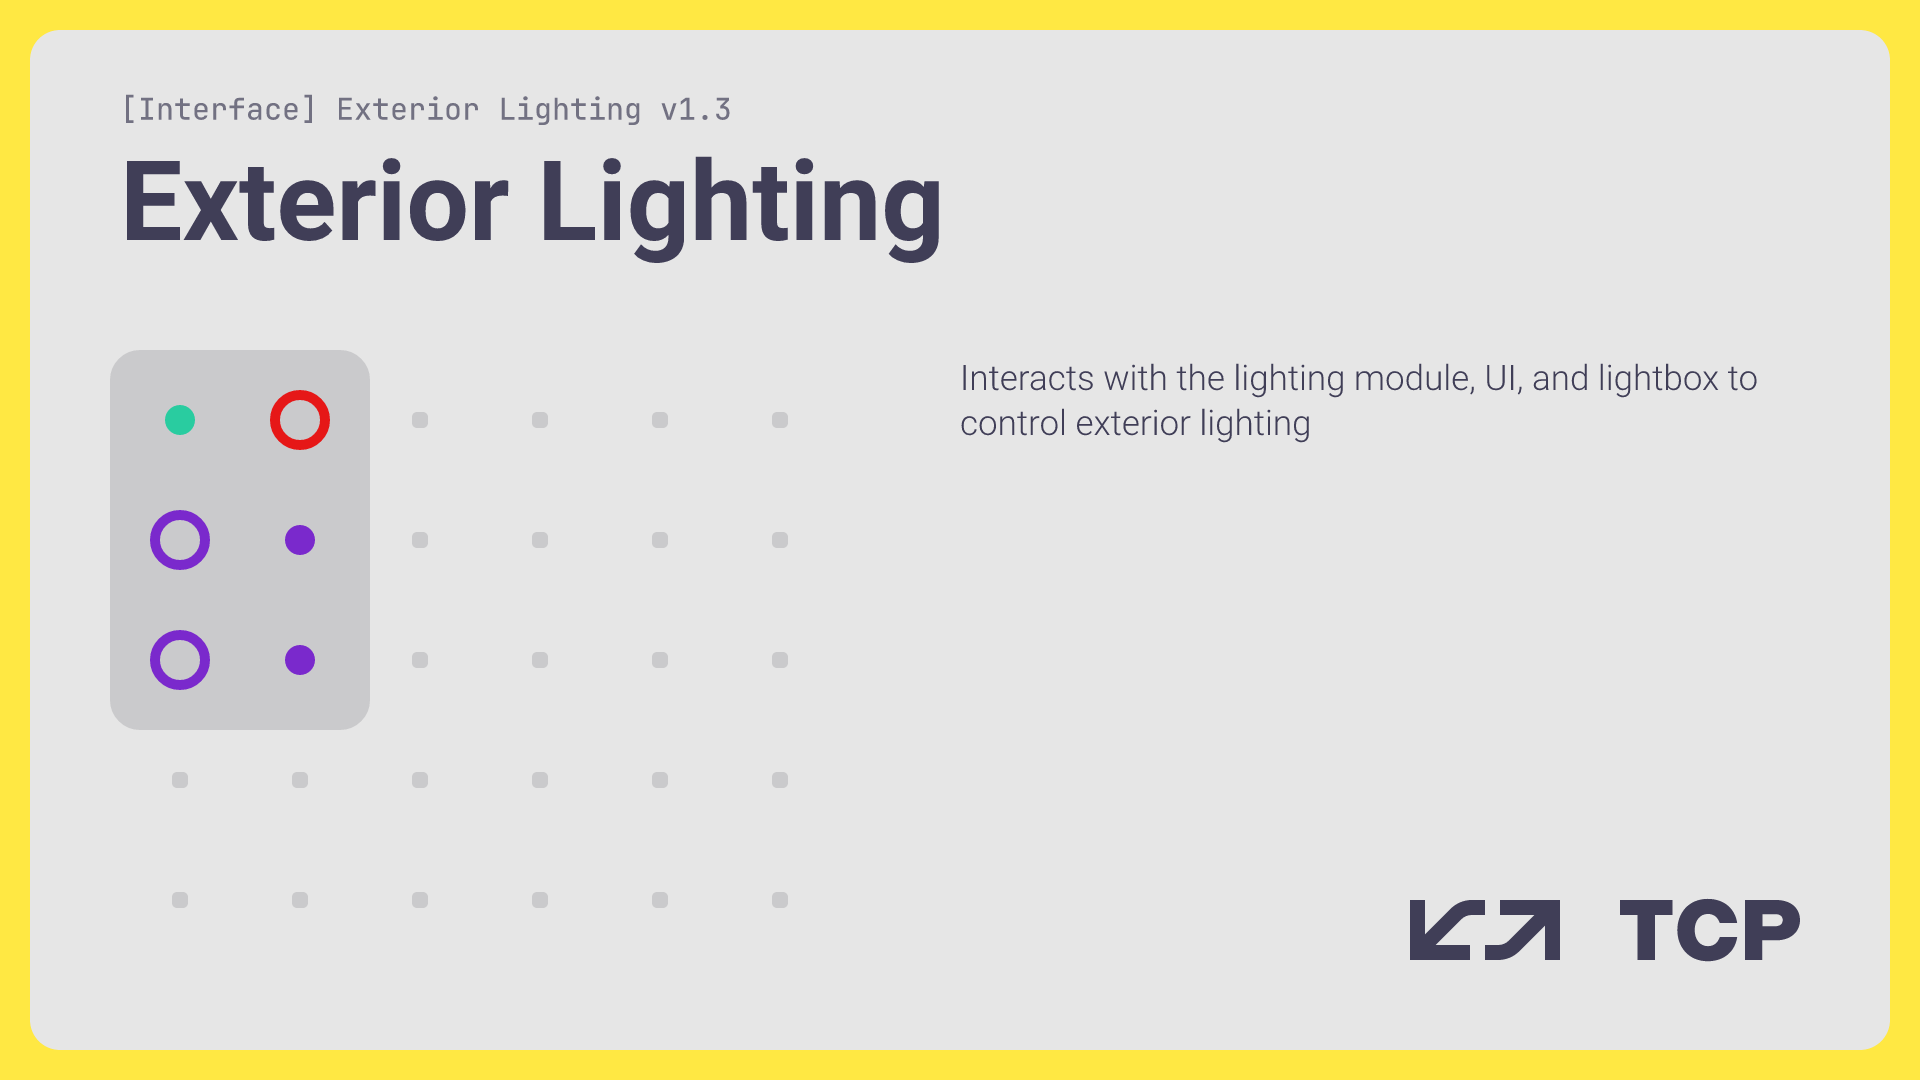 [Interface] Exterior Lighting v1.3
Exterior Lighting
Interacts with the lighting module, UI, and lightbox to
control exterior lighting
TCP